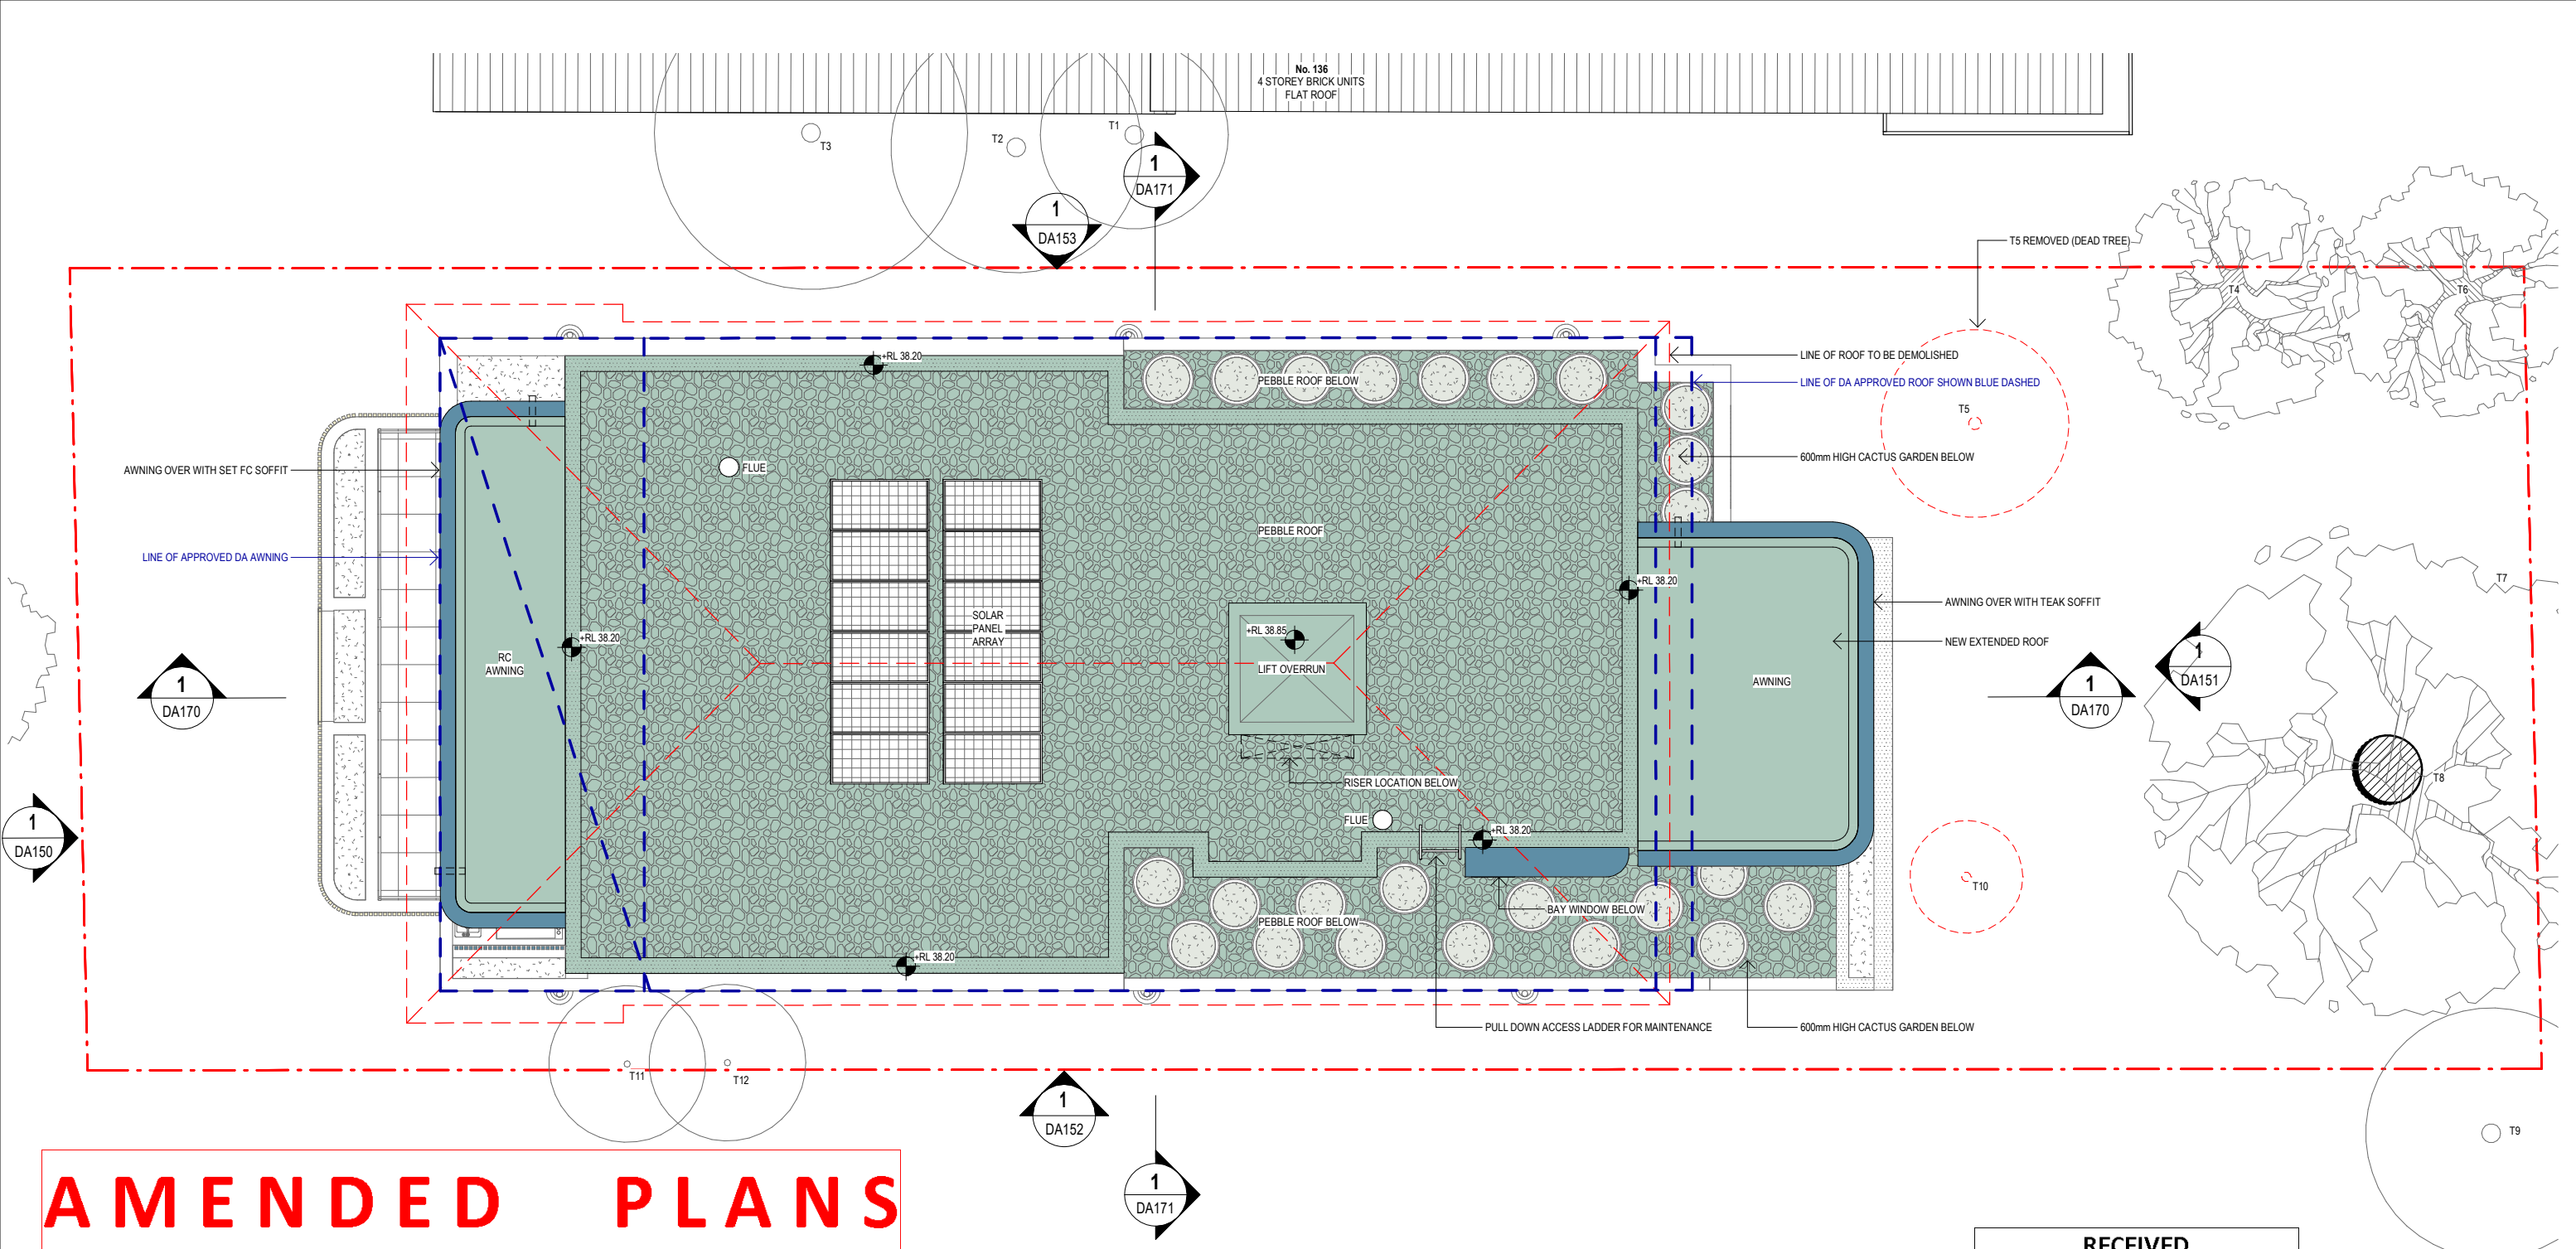 No. 136
4 STOREY BRICK UNITS
FLAT ROOF
T3
T2
T1
1
DA171
1
DA153
T5 REMOVED (DEAD TREE)
T4
T6
+RL 38.20
PEBBLE ROOF BELOW
LINE OF ROOF TO BE DEMOLISHED
LINE OF DA APPROVED ROOF SHOWN BLUE DASHED
T5
600mm HIGH CACTUS GARDEN BELOW
AWNING OVER WITH SET FC SOFFIT
FLUE
LINE OF APPROVED DA AWNING
PEBBLE ROOF
+RL 38.20
T7
AWNING OVER WITH TEAK SOFFIT
SOLAR
PANEL
ARRAY
+RL 38.20
+RL 38.85
NEW EXTENDED ROOF
RC
AWNING
LIFT OVERRUN
AWNING
1
DA170
1
DA170
1
DA151
RISER LOCATION BELOW
T8
FLUE
+RL 38.20
1
DA150
T10
BAY WINDOW BELOW
PEBBLE ROOF BELOW
+RL 38.20
PULL DOWN ACCESS LADDER FOR MAINTENANCE
600mm HIGH CACTUS GARDEN BELOW
T11
T12
1
DA152
T9
1
DA171
AMENDED PLANS
RECEIVED